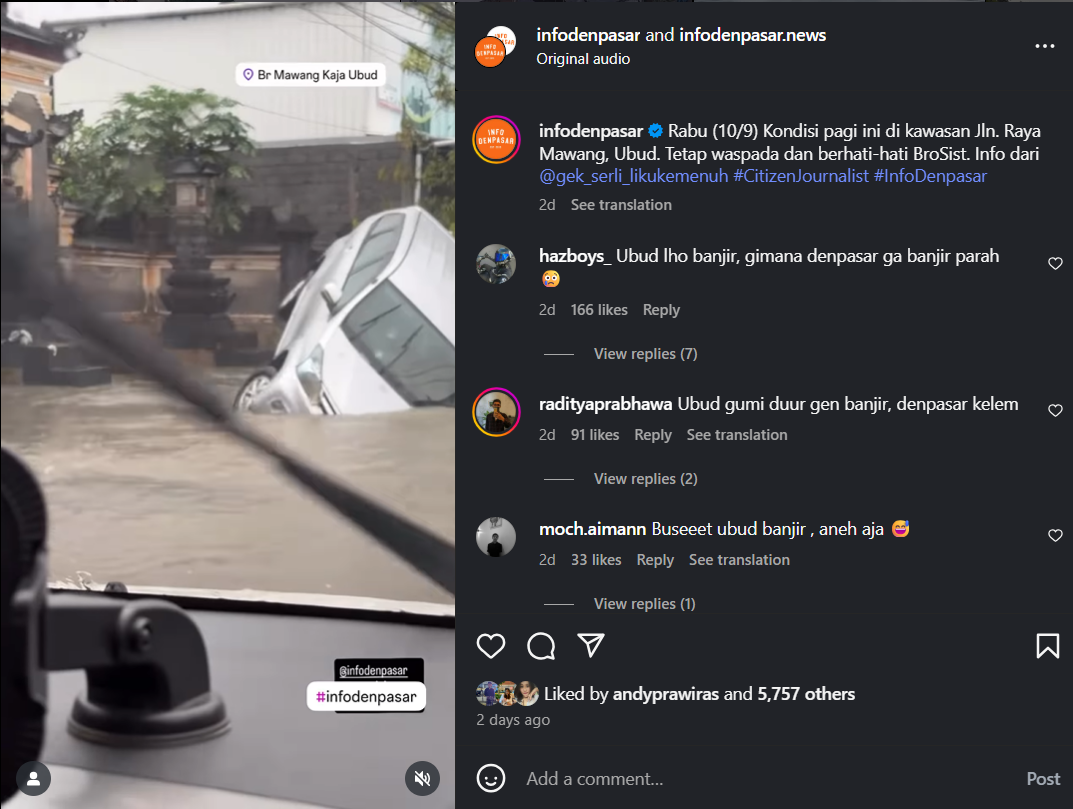 Br Mawang Kaja Ubud
@infodenpasar
#infodenpasar
INFO
DENPASAR
infodenpasar and infodenpasar.news
Original audio
INFO
DENPASAR
infodenpasar Rabu (10/9) Kondisi pagi ini di kawasan Jln. Raya
Mawang, Ubud. Tetap waspada dan berhati-hati BroSist. Info dari
@gek_serli_likukemenuh #CitizenJournalist #InfoDenpasar
2d See translation
hazboys_ Ubud lho banjir, gimana denpasar ga banjir parah
😰
2d 166 likes Reply
View replies (7)
radityaprabhawa Ubud gumi duur gen banjir, denpasar kelem
2d 91 likes Reply See translation
View replies (2)
moch.aimann Buseeet ubud banjir , aneh aja 😅
2d 33 likes Reply See translation
View replies (1)
Liked by andyprawiras and 5,757 others
2 days ago
Add a comment...
Post